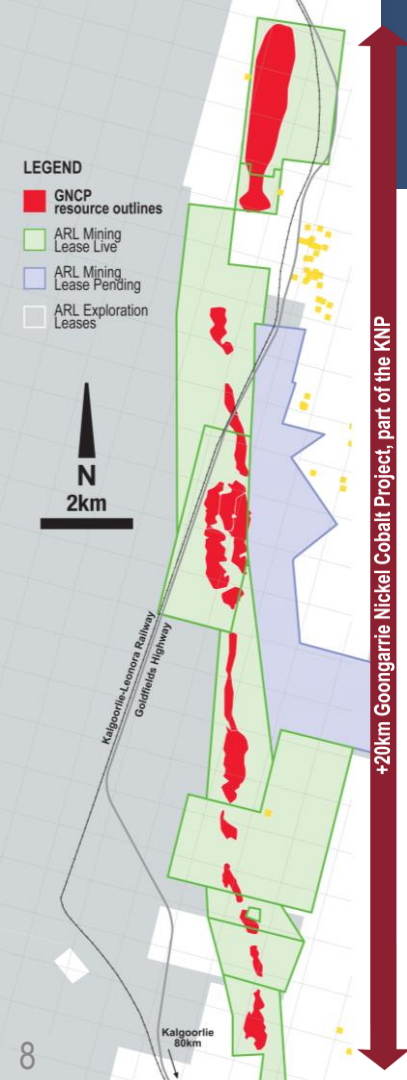 LEGEND
GNCP
resource outlines
ARL Mining
Lease Live
ARL Mining
Lease Pending
ARL Exploration
Leases
N
2km
Kalgoorlie-Leonora Railway
Goldfields Highway
+20km Goongarrie Nickel Cobalt Project, part of the KNP
Kalgoorlie
80km
8